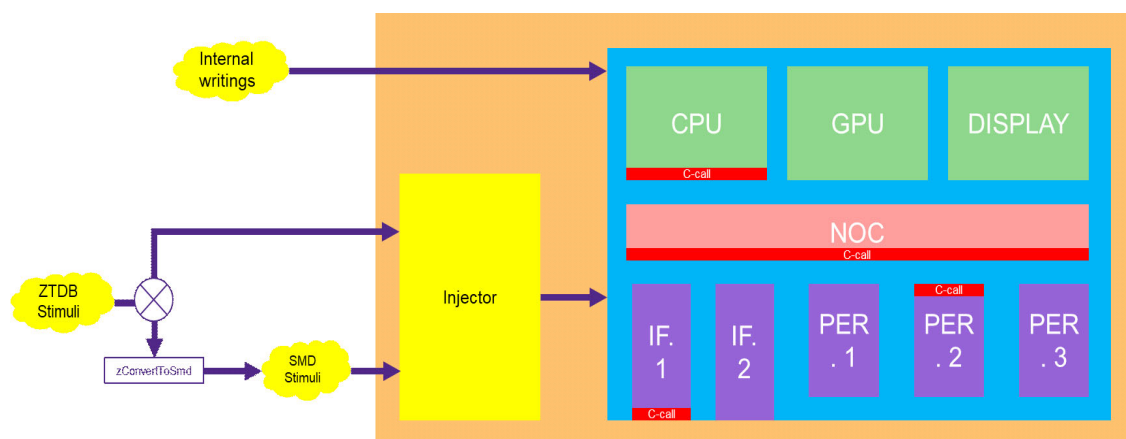 Internal
writings
CPU
GPU
DISPLAY
C-call
NOC
C-call
ZTDB
Stimuli
Injector
zConvertToSmd
SMD
Stimuli
IF.
1
C-call
IF.
2
PER
. 1
C-call
PER
. 2
PER
. 3